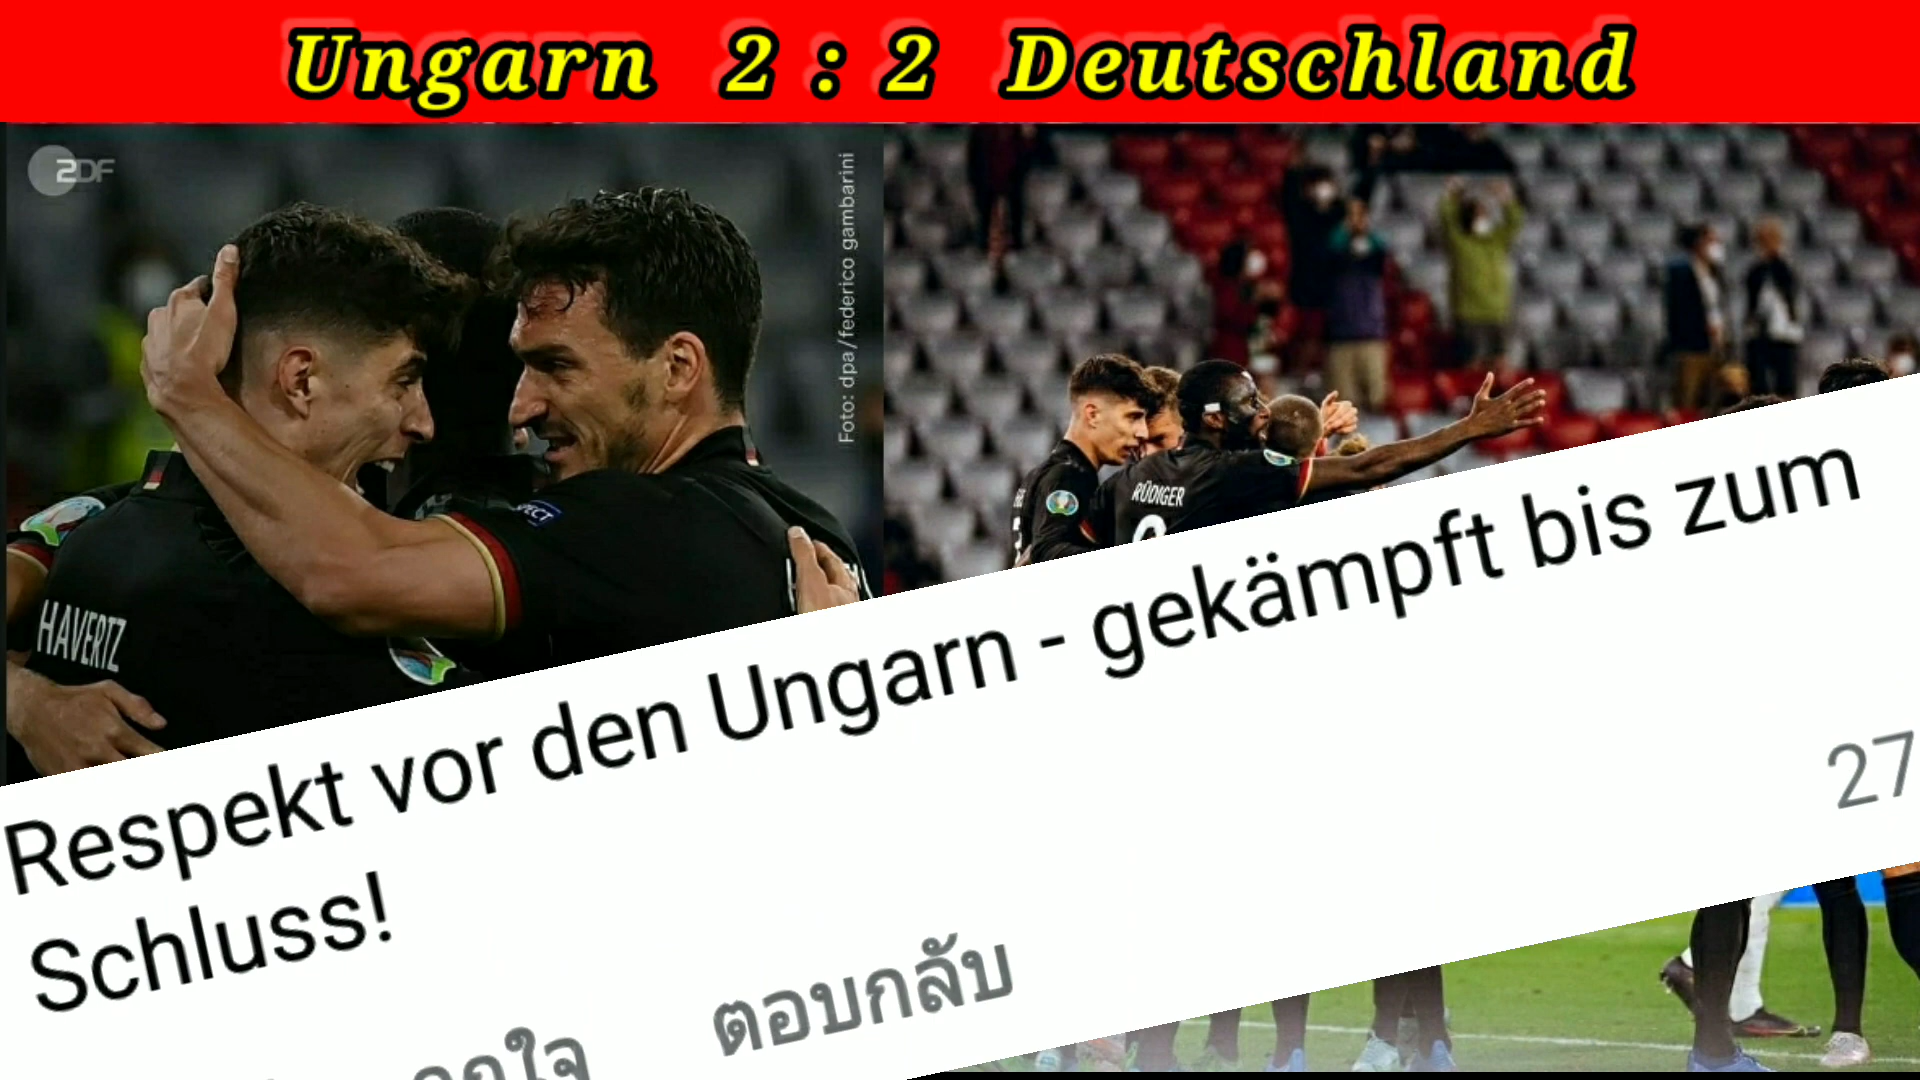 Ungarn 2 : 2 Deutschland
2DF
Foto: dpa/federico gambarini
RÜDIGER
HAVERTZ
Respekt vor den Ungarn - gekämpft bis zum
Schluss!
27
ตอบกลับ